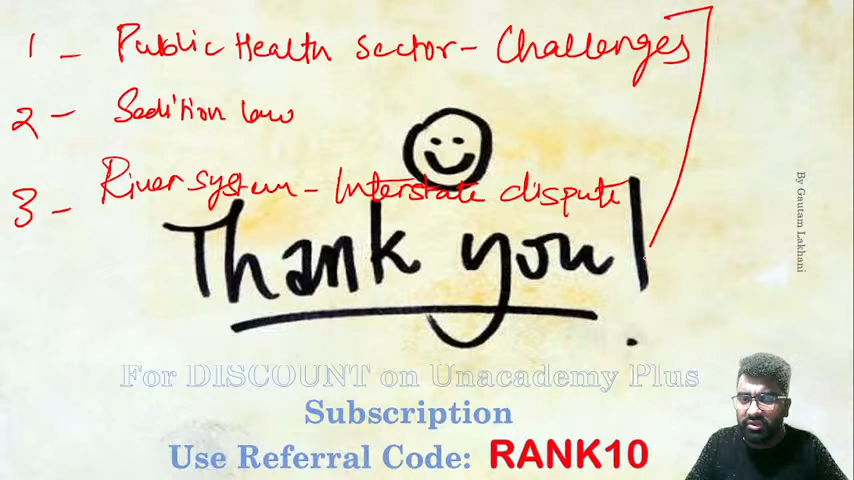 1 - Public Health Sector - Challenges
2 - Sedition law
3 - River system - Interstate dispute
Thank you!
By Gautam Lakhani
For DISCOUNT on Unacademy Plus
Subscription
Use Referral Code: RANK10